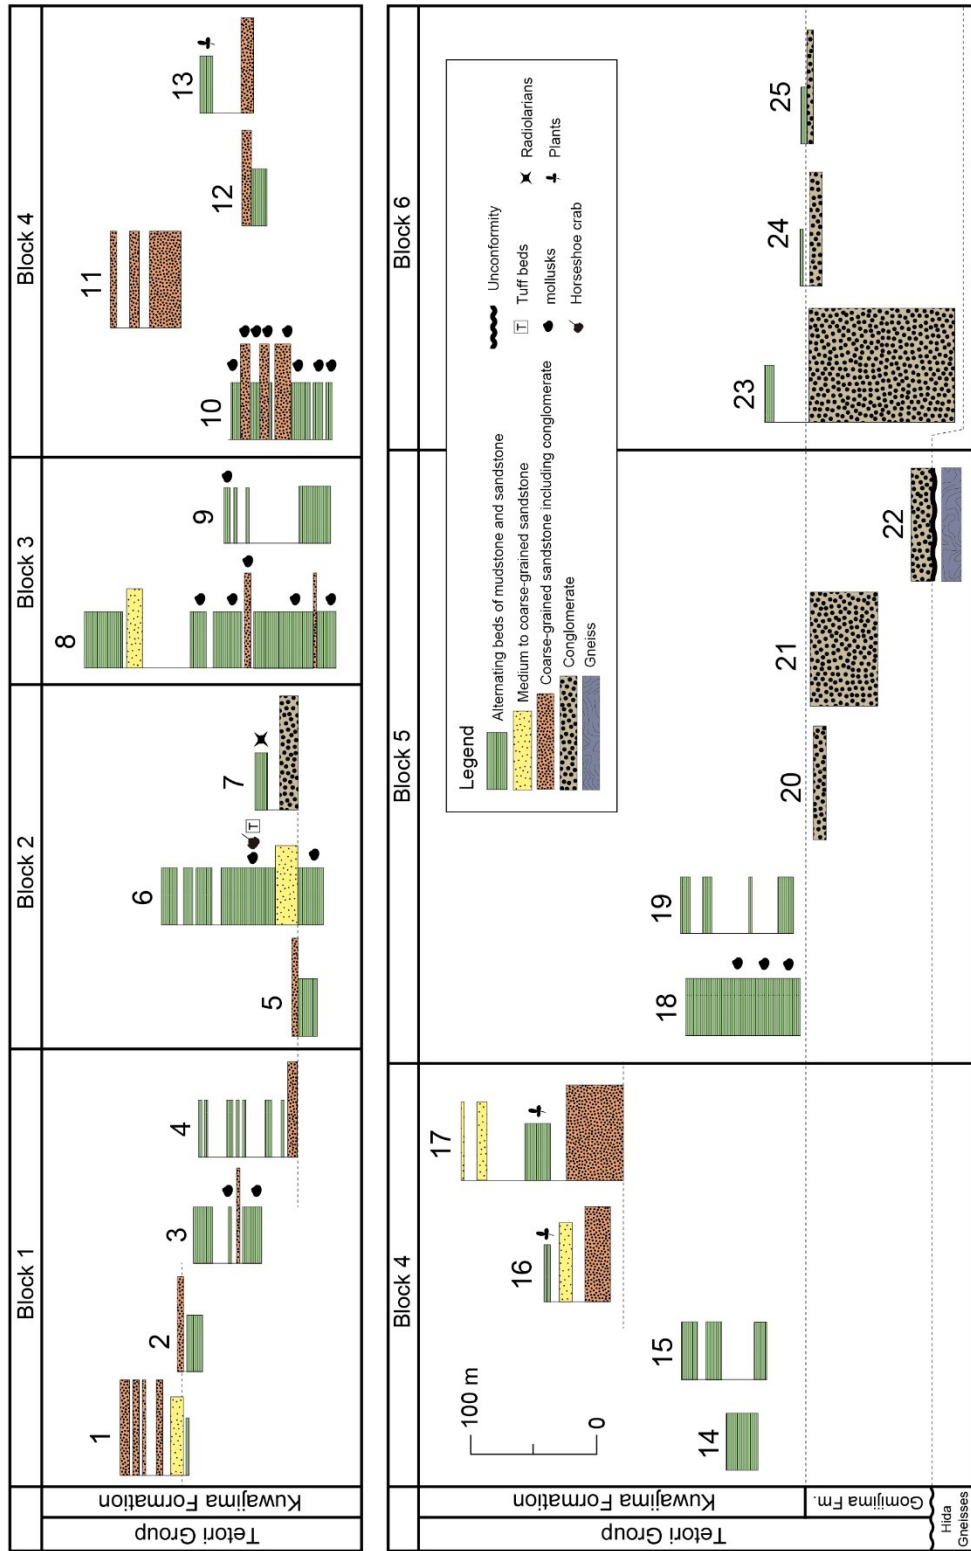 Block 1
Block 2
Block 3
Block 4
1
2
3
4
5
6
T
7
8
9
10
11
12
13
Tetori Group
Kuwajima Formation
Block 4
Block 5
Block 6
100 m
0
14
15
16
17
18
19
20
21
22
23
24
25
Legend
Alternating beds of mudstone and sandstone
Medium to coarse-grained sandstone
Coarse-grained sandstone including conglomerate
Conglomerate
Gneiss
Unconformity
T Tuff beds
mollusks
Horseshoe crab
Radiolarians
Plants
Tetori Group
Kuwajima Formation
Gomijima Fm.
Hida
Gneisses